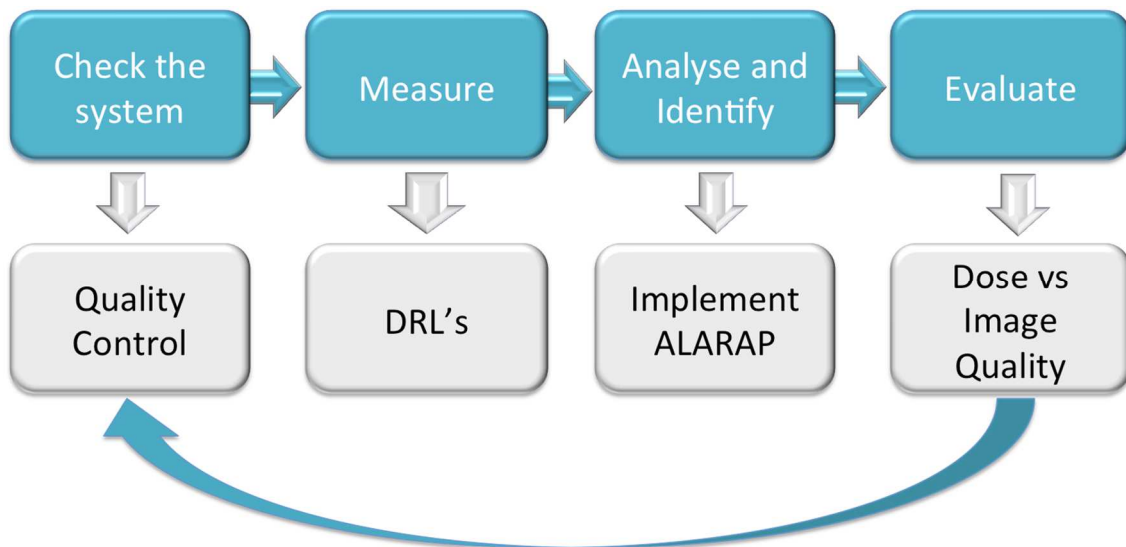 Check the
system
Measure
Analyse and
Identify
Evaluate
Quality
Control
DRL's
Implement
ALARAP
Dose vs
Image
Quality